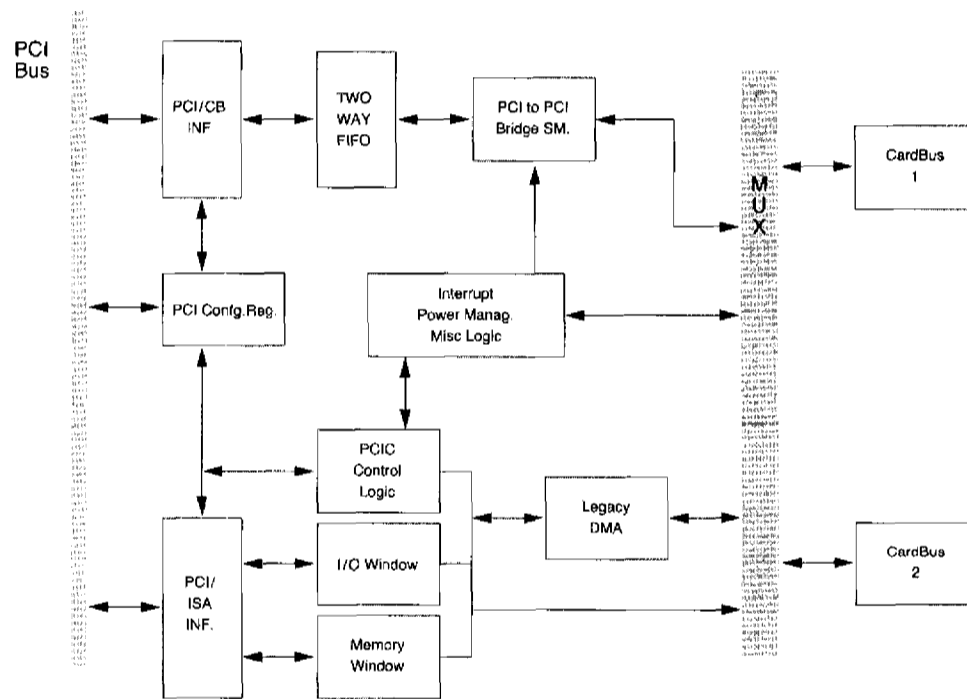 PCI
Bus
PCI/CB
INF
TWO
WAY
FIFO
PCI to PCI
Bridge SM.
M
U
X
CardBus
1
PCI Confg.Reg.
Interrupt
Power Manag.
Misc Logic
PCIC
Control
Logic
Legacy
DMA
PCI/
ISA
INF.
I/O Window
Memory
Window
CardBus
2